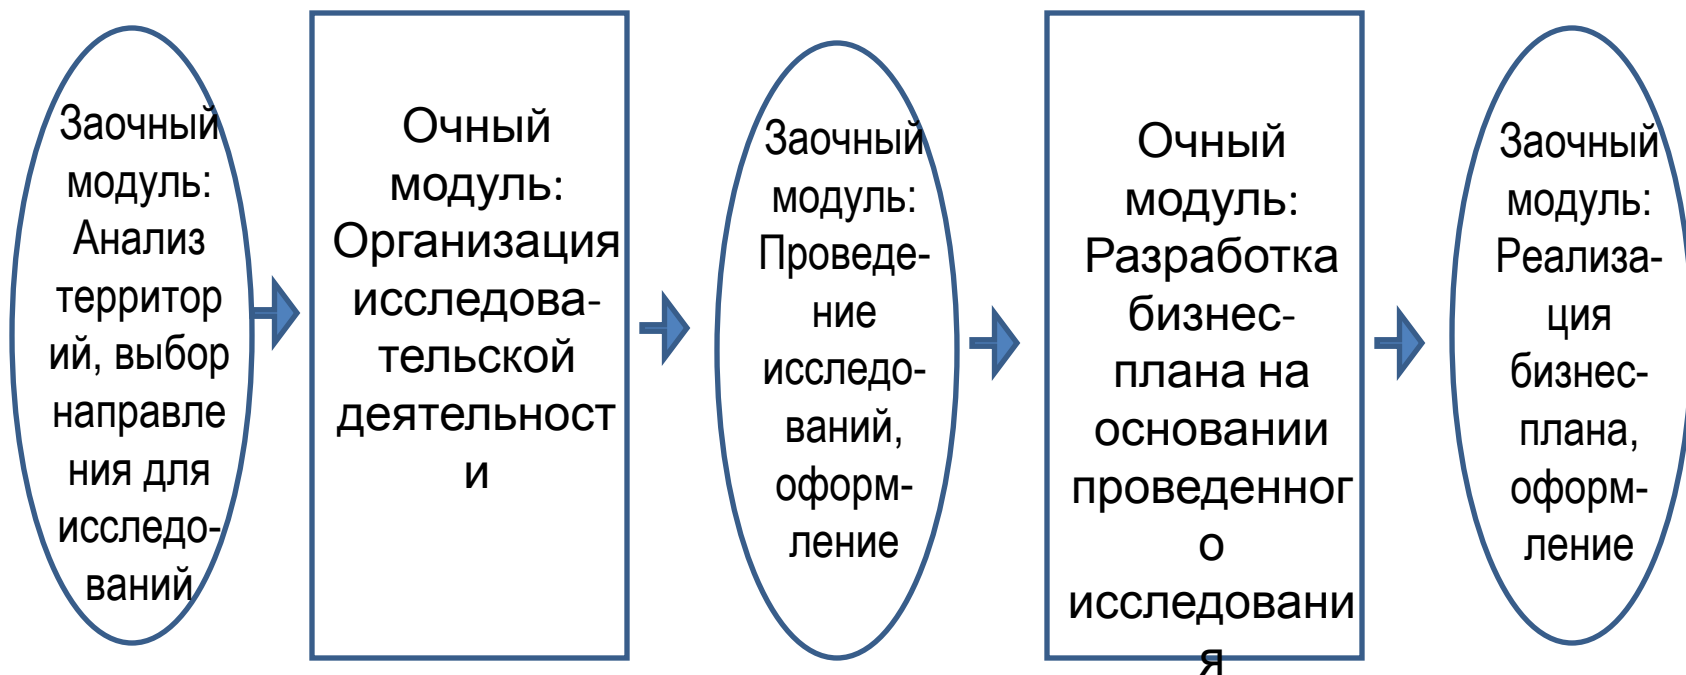 Заочный
модуль:
Анализ
территор
ий, выбор
направле
ния для
исследо-
ваний
Очный
модуль:
Организация
исследова-
тельской
деятельност
и
Заочный
модуль:
Проведе-
ние
исследо-
ваний,
оформ-
ление
Очный
модуль:
Разработка
бизнес-
плана на
основании
проведенног
о
исследовани
я
Заочный
модуль:
Реализа-
ция
бизнес-
плана,
оформ-
ление